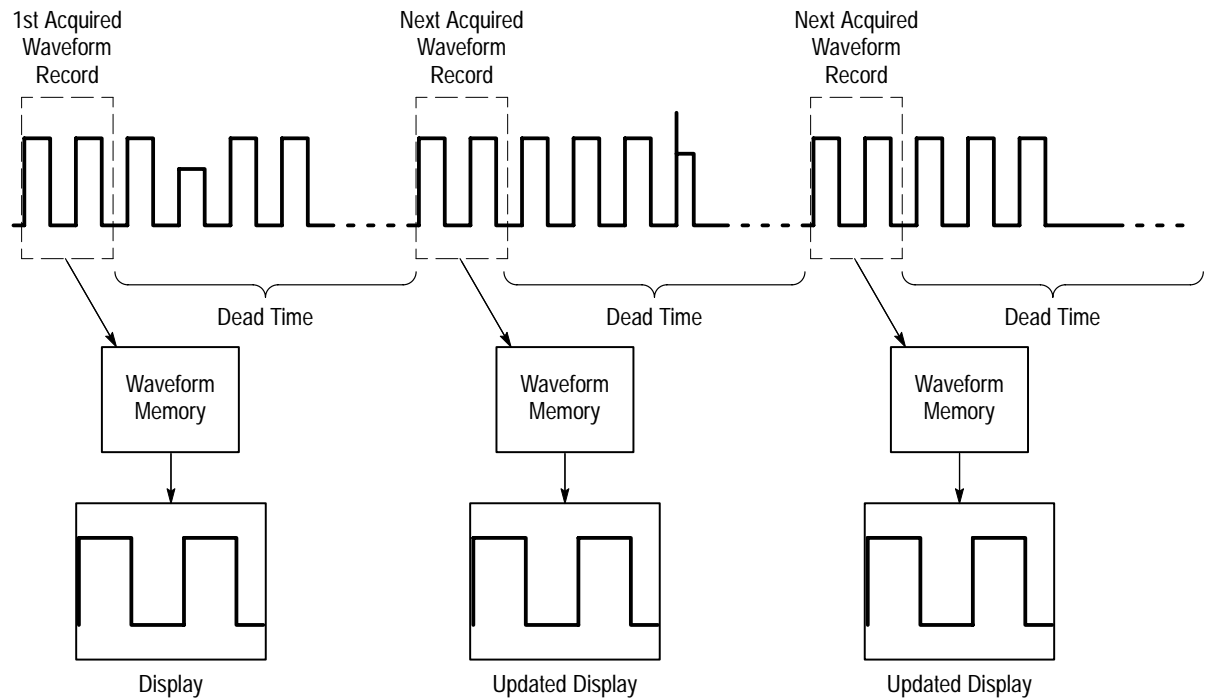 1st Acquired
Waveform
Record
Next Acquired
Waveform
Record
Next Acquired
Waveform
Record
Dead Time
Dead Time
Dead Time
Waveform
Memory
Waveform
Memory
Waveform
Memory
Display
Updated Display
Updated Display